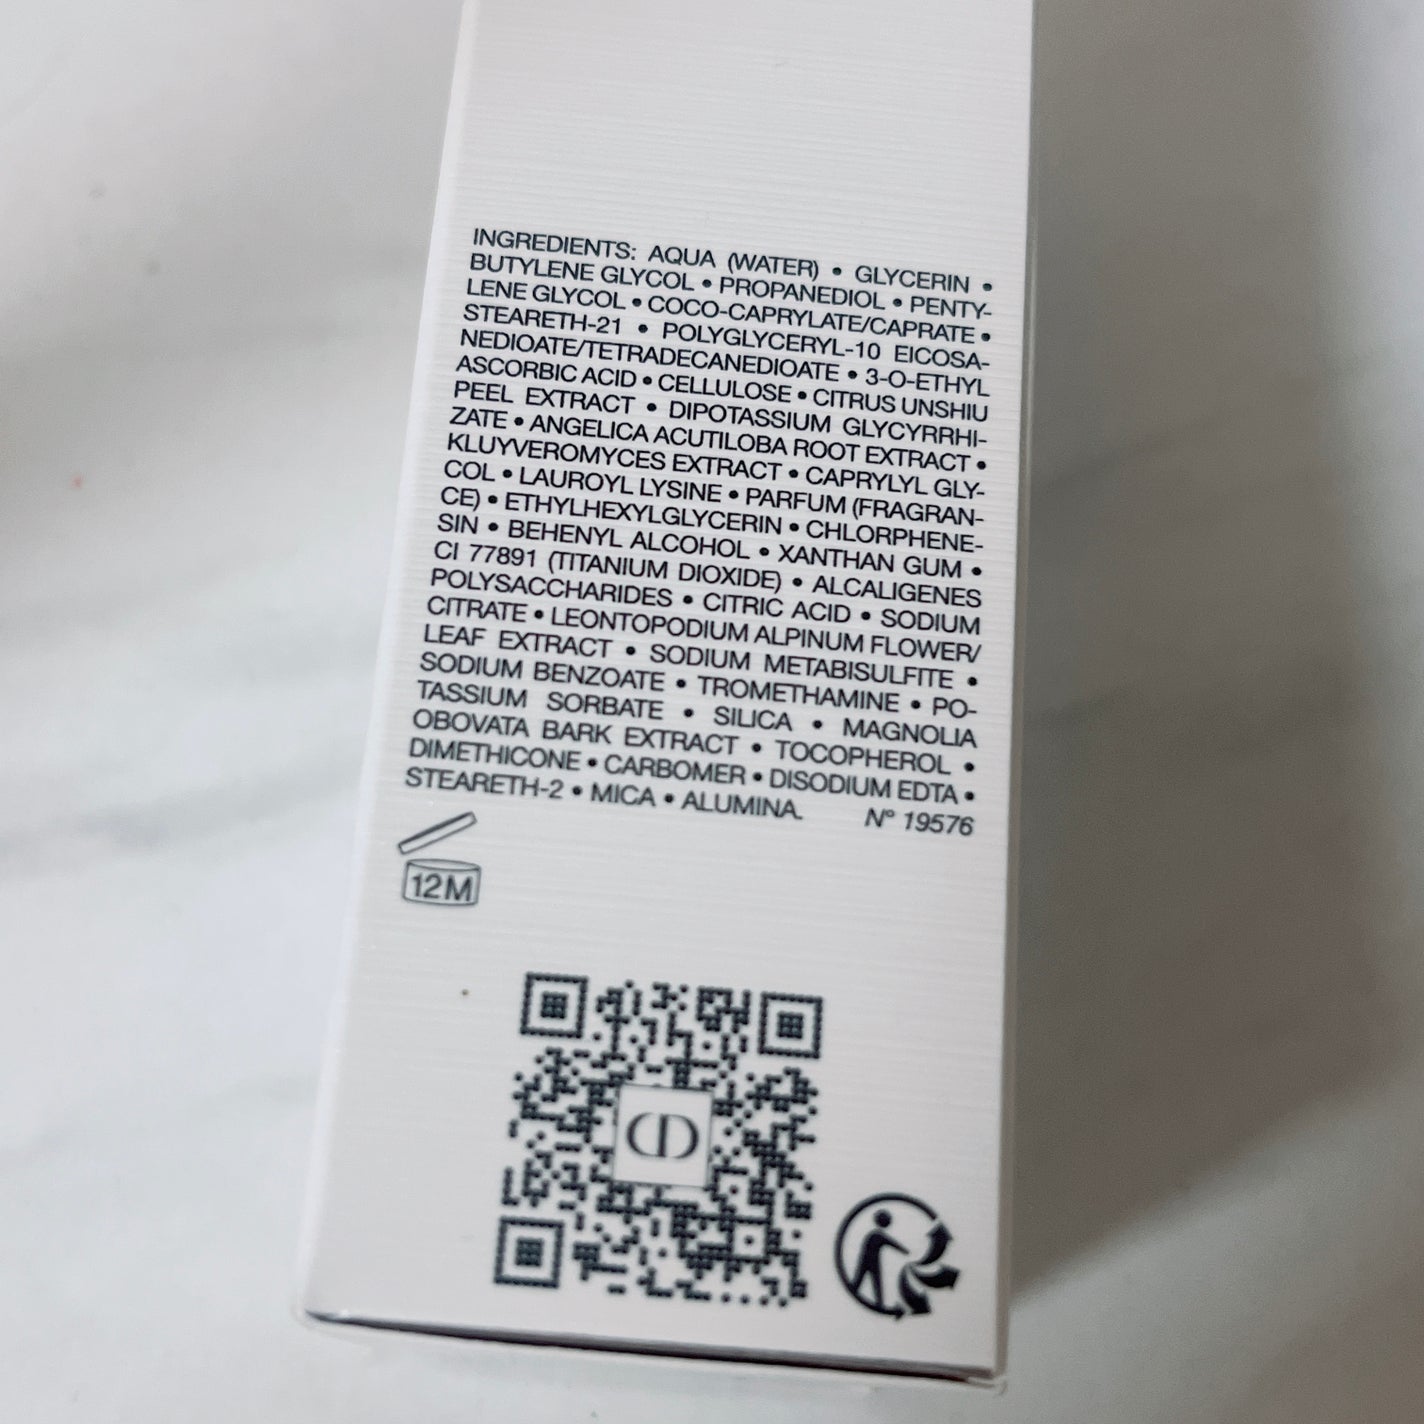 INGREDIENTS: AQUA (WATER) • GLYCERIN •
BUTYLENE GLYCOL • PROPANEDIOL • PENTY-
LENE GLYCOL • COCO-CAPRYLATE/CAPRATE •
STEARETH-21 • POLYGLYCERYL-10 EICOSA-
NEDIOATE/TETRADECANEDIOATE • 3-O-ETHYL
ASCORBIC ACID • CELLULOSE • CITRUS UNSHIU
PEEL EXTRACT • DIPOTASSIUM GLYCYRRHI-
ZATE • ANGELICA ACUTILOBA ROOT EXTRACT •
KLUYVEROMYCES EXTRACT • CAPRYLYL GLY-
COL • LAUROYL LYSINE • PARFUM (FRAGRAN-
CE) • ETHYLHEXYLGLYCERIN • CHLORPHENE-
SIN • BEHENYL ALCOHOL • XANTHAN GUM •
CI 77891 (TITANIUM DIOXIDE) • ALCALIGENES
POLYSACCHARIDES • CITRIC ACID • SODIUM
CITRATE • LEONTOPODIUM ALPINUM FLOWER/
LEAF EXTRACT • SODIUM METABISULFITE •
SODIUM BENZOATE • TROMETHAMINE • PO-
TASSIUM SORBATE • SILICA • MAGNOLIA
OBOVATA BARK EXTRACT • TOCOPHEROL •
DIMETHICONE • CARBOMER • DISODIUM EDTA •
STEARETH-2 • MICA • ALUMINA. N° 19576
12M
CD